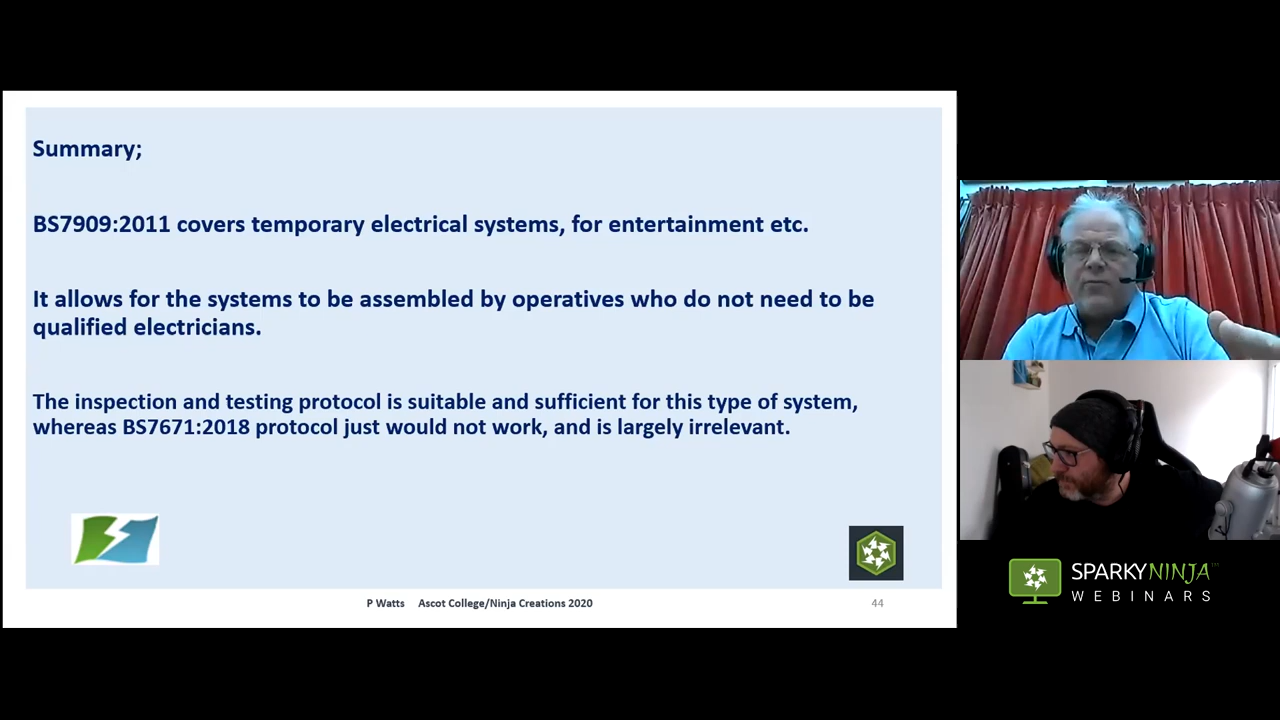 Summary;
BS7909:2011 covers temporary electrical systems, for entertainment etc.
It allows for the systems to be assembled by operatives who do not need to be
qualified electricians.
The inspection and testing protocol is suitable and sufficient for this type of system,
whereas BS7671:2018 protocol just would not work, and is largely irrelevant.
P Watts Ascot College/Ninja Creations 2020
44
SPARKYNINJA™
WEBINARS